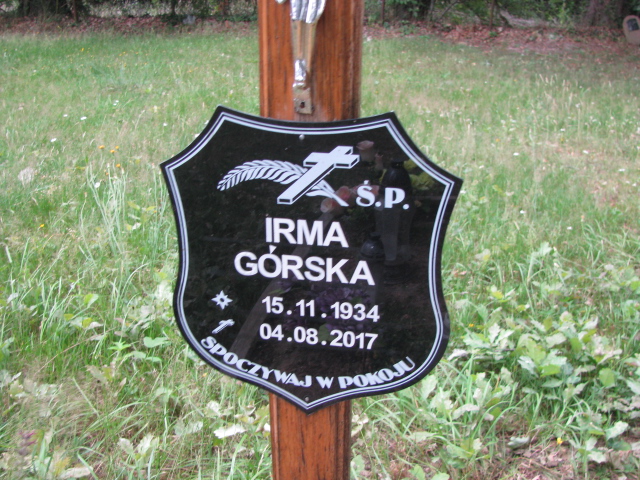 Ś.P.
IRMA
GÓRSKA
15.11.1934
04.08.2017
SPOCZYWAJ W POKOJU